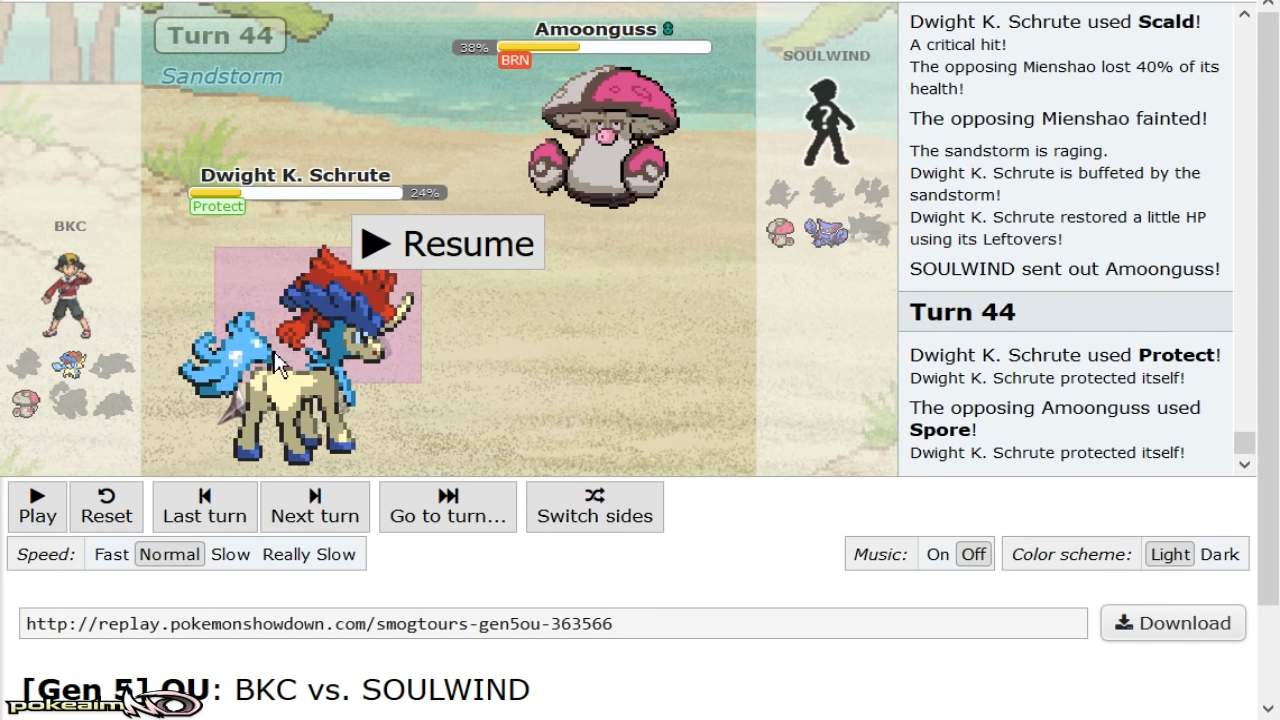 Turn 44
Sandstorm
Amoonguss
38%
BRN
SOULWIND
Dwight K. Schrute
24%
Protect
BKC
Resume
Dwight K. Schrute used Scald!
A critical hit!
The opposing Mienshao lost 40% of its
health!
The opposing Mienshao fainted!
The sandstorm is raging.
Dwight K. Schrute is buffeted by the
sandstorm!
Dwight K. Schrute restored a little HP
using its Leftovers!
SOULWIND sent out Amoonguss!
Turn 44
Dwight K. Schrute used Protect!
Dwight K. Schrute protected itself!
The opposing Amoonguss used
Spore!
Dwight K. Schrute protected itself!
Play Reset Last turn Next turn Go to turn... Switch sides
Speed: Fast Normal Slow Really Slow Music: On Off Color scheme: Light Dark
http://replay.pokemonshowdown.com/smogtours-gen5ou-363566 Download
[Gen 5] OU: BKC vs. SOULWIND
pokeaimMD